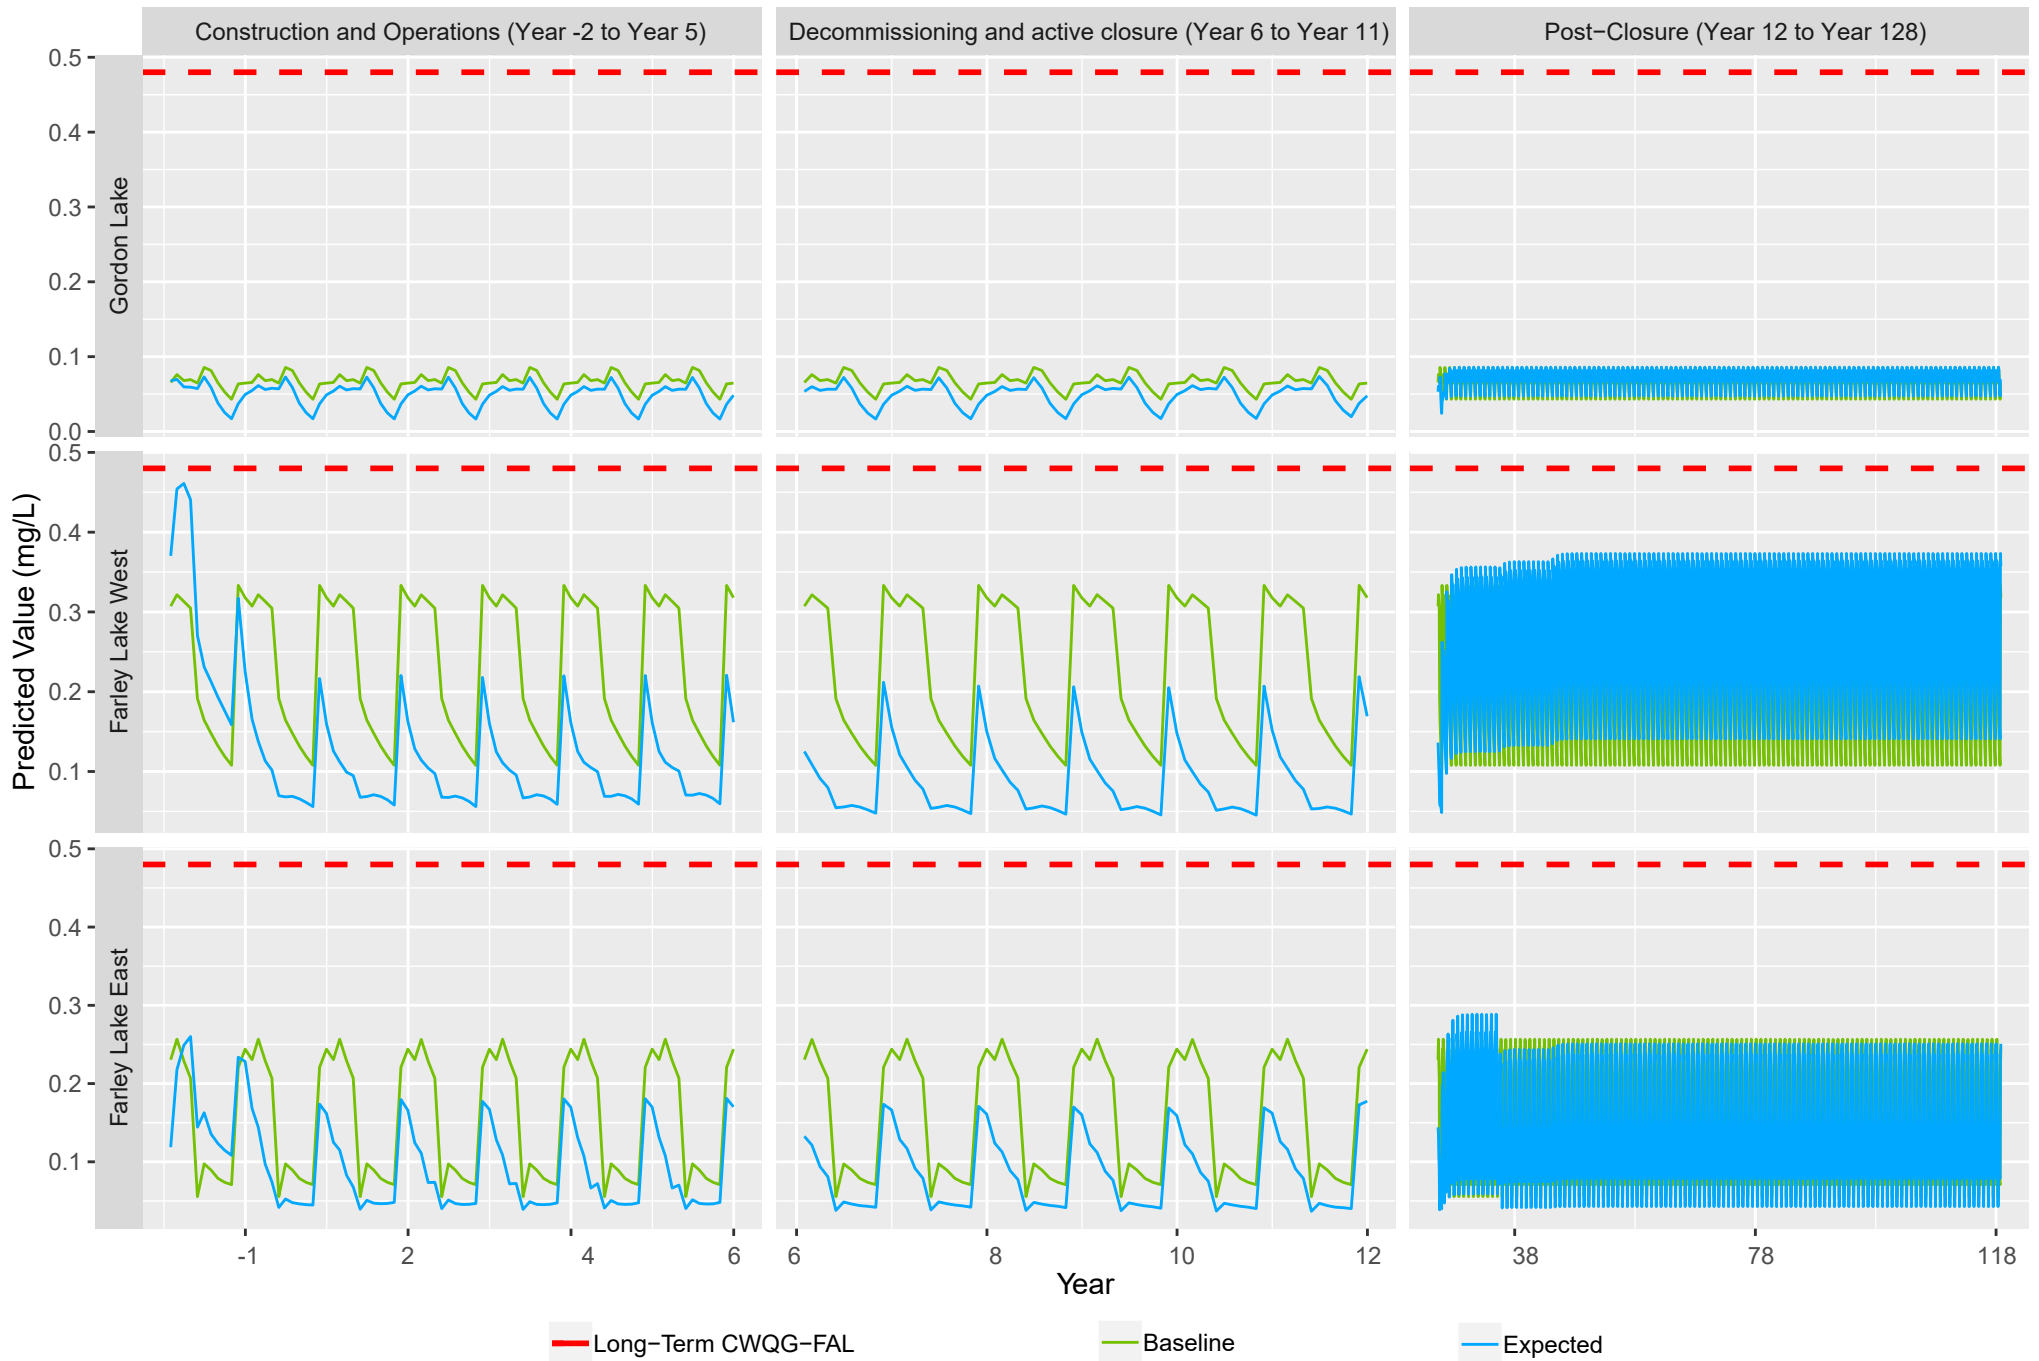 Construction and Operations (Year -2 to Year 5)
Decommissioning and active closure (Year 6 to Year 11)
Post−Closure (Year 12 to Year 128)
Predicted Value (mg/L)
Gordon Lake
0.5
0.4
0.3
0.2
0.1
0.0
Farley Lake West
0.5
0.4
0.3
0.2
0.1
Farley Lake East
0.5
0.4
0.3
0.2
0.1
-1 2 4 6
6 8 10 12
38 78 118
Year
Long−Term CWQG−FAL
Baseline
Expected